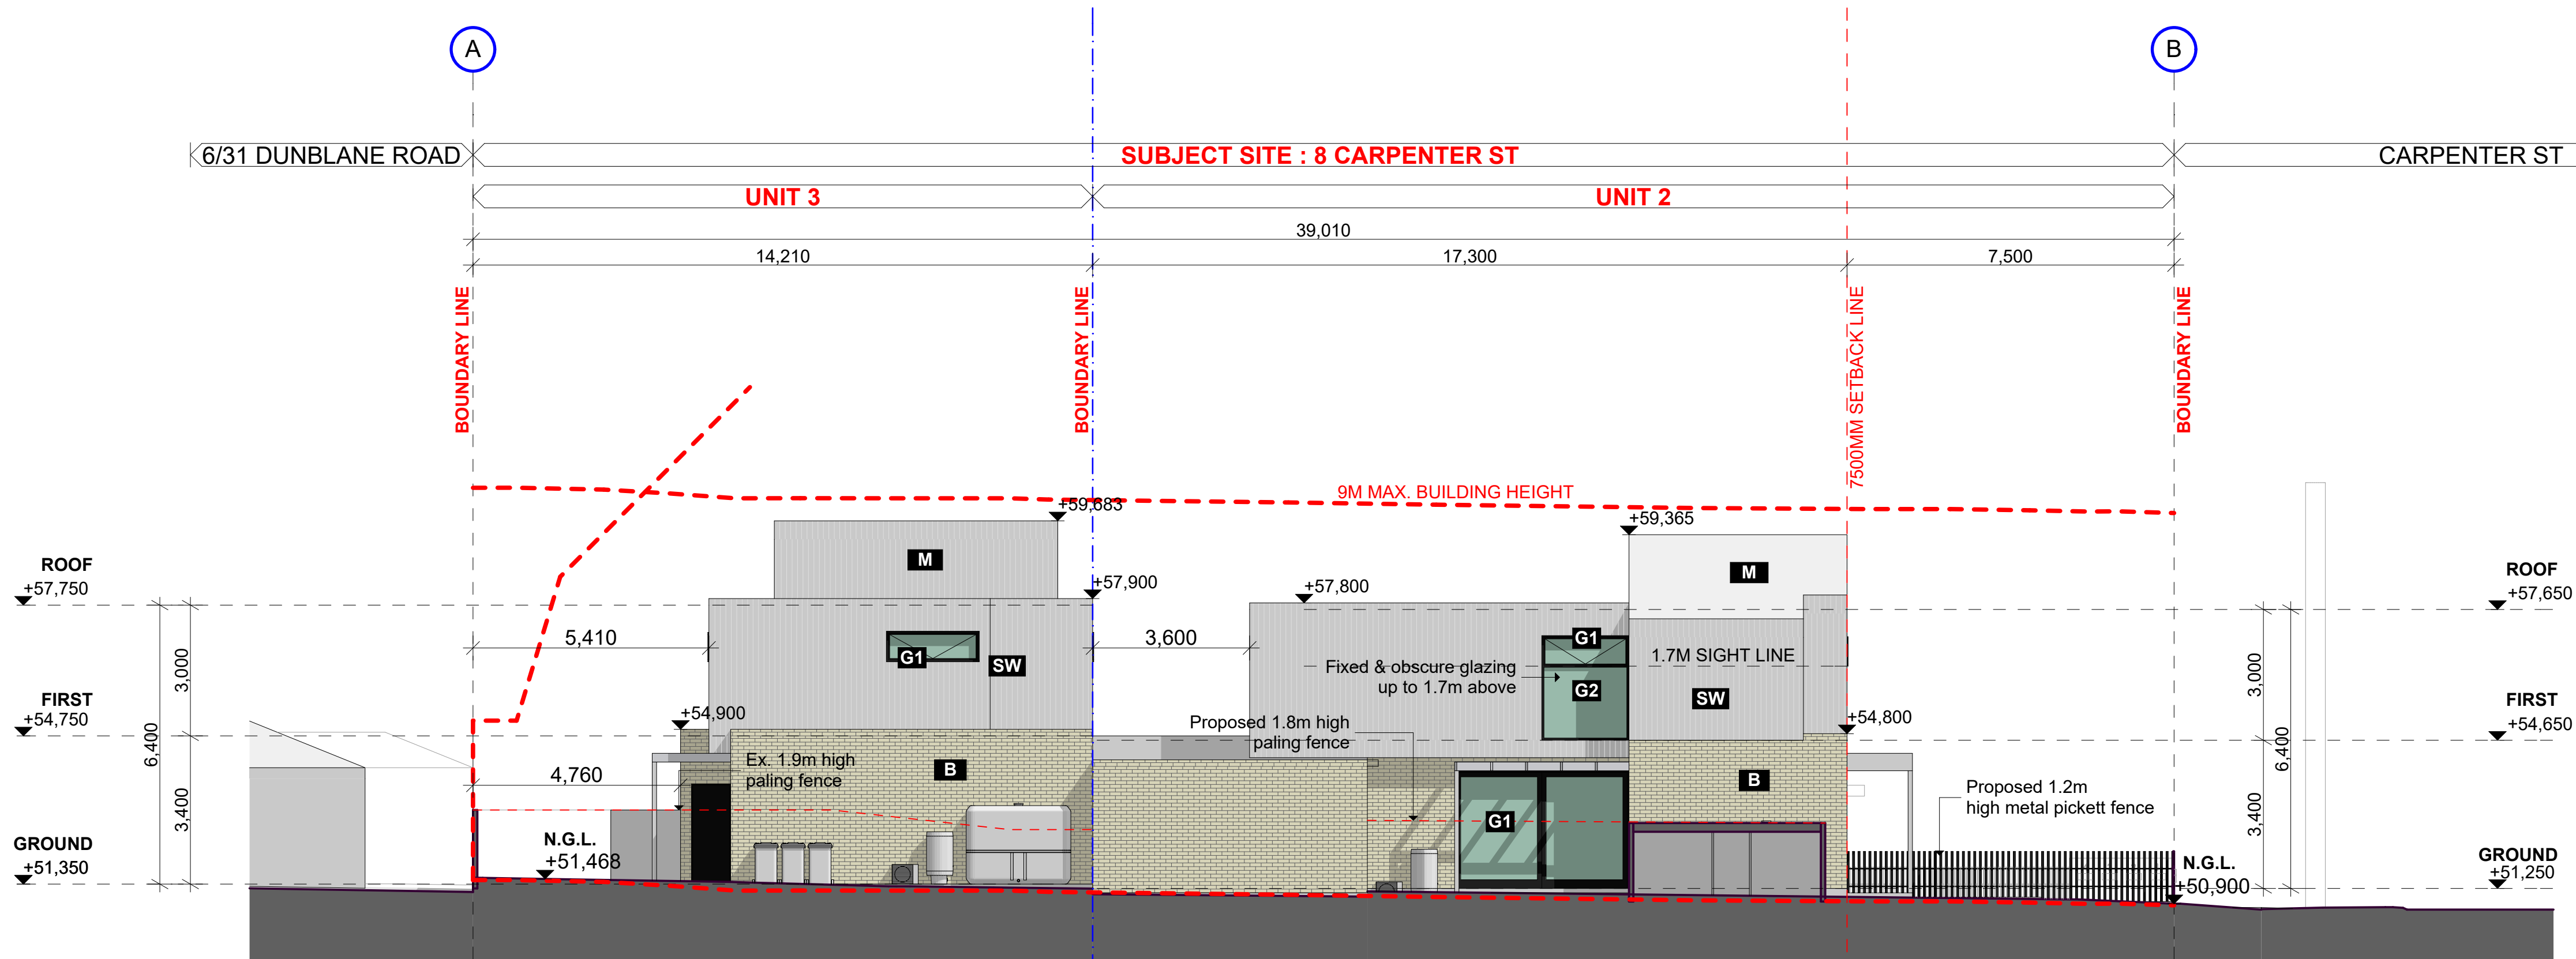 A
B
6/31 DUNBLANE ROAD
SUBJECT SITE : 8 CARPENTER ST
CARPENTER ST
UNIT 3
UNIT 2
39,010
14,210
17,300
7,500
BOUNDARY LINE
BOUNDARY LINE
7500MM SETBACK LINE
BOUNDARY LINE
9M MAX. BUILDING HEIGHT
+59,683
+59,365
M
M
ROOF
+57,750
+57,900
+57,800
ROOF
+57,650
5,410
3,600
G1
SW
G1
1.7M SIGHT LINE
Fixed & obscure glazing
up to 1.7m above
G2
SW
3,000
3,000
FIRST
+54,750
+54,900
Proposed 1.8m high
paling fence
+54,800
FIRST
+54,650
6,400
6,400
4,760
Ex. 1.9m high
paling fence
B
B
Proposed 1.2m
high metal pickett fence
3,400
3,400
G1
GROUND
+51,350
N.G.L.
+51,468
N.G.L.
+50,900
GROUND
+51,250